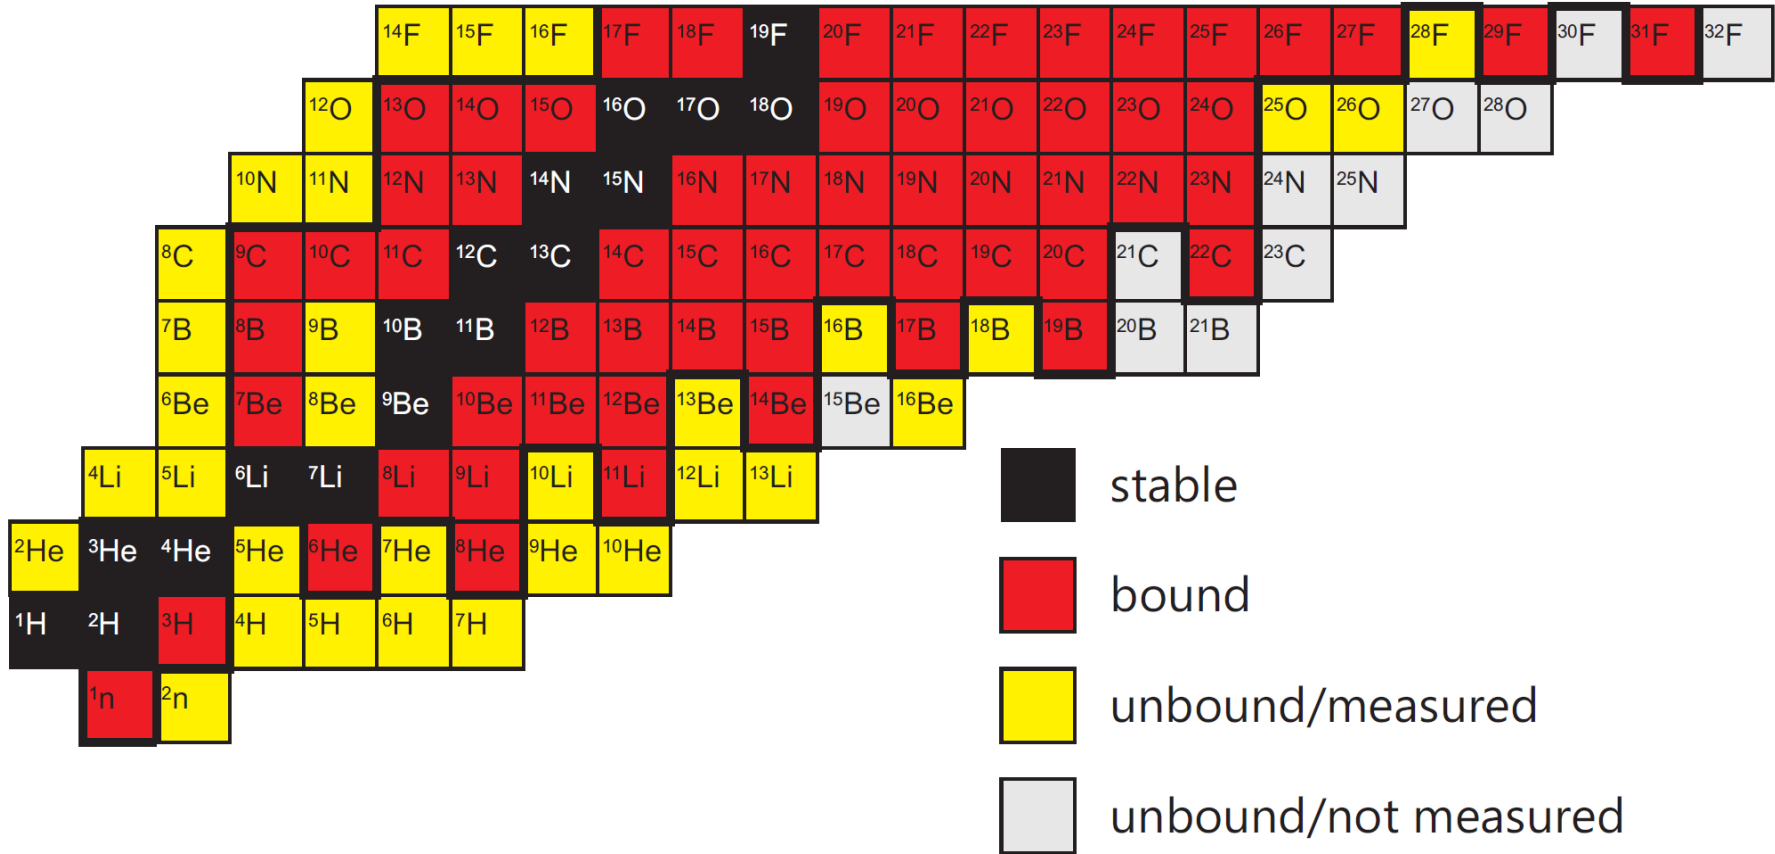 ¹⁴F ¹⁵F ¹⁶F ¹⁷F ¹⁸F ¹⁹F ²⁰F ²¹F ²²F ²³F ²⁴F ²⁵F ²⁶F ²⁷F ²⁸F ²⁹F ³⁰F ³¹F ³²F
¹²O ¹³O ¹⁴O ¹⁵O ¹⁶O ¹⁷O ¹⁸O ¹⁹O ²⁰O ²¹O ²²O ²³O ²⁴O ²⁵O ²⁶O ²⁷O ²⁸O
¹⁰N ¹¹N ¹²N ¹³N ¹⁴N ¹⁵N ¹⁶N ¹⁷N ¹⁸N ¹⁹N ²⁰N ²¹N ²²N ²³N ²⁴N ²⁵N
⁸C ⁹C ¹⁰C ¹¹C ¹²C ¹³C ¹⁴C ¹⁵C ¹⁶C ¹⁷C ¹⁸C ¹⁹C ²⁰C ²¹C ²²C ²³C
⁷B ⁸B ⁹B ¹⁰B ¹¹B ¹²B ¹³B ¹⁴B ¹⁵B ¹⁶B ¹⁷B ¹⁸B ¹⁹B ²⁰B ²¹B
⁶Be ⁷Be ⁸Be ⁹Be ¹⁰Be ¹¹Be ¹²Be ¹³Be ¹⁴Be ¹⁵Be ¹⁶Be
⁴Li ⁵Li ⁶Li ⁷Li ⁸Li ⁹Li ¹⁰Li ¹¹Li ¹²Li ¹³Li
²He ³He ⁴He ⁵He ⁶He ⁷He ⁸He ⁹He ¹⁰He
¹H ²H ³H ⁴H ⁵H ⁶H ⁷H
¹n ²n
stable
bound
unbound/measured
unbound/not measured